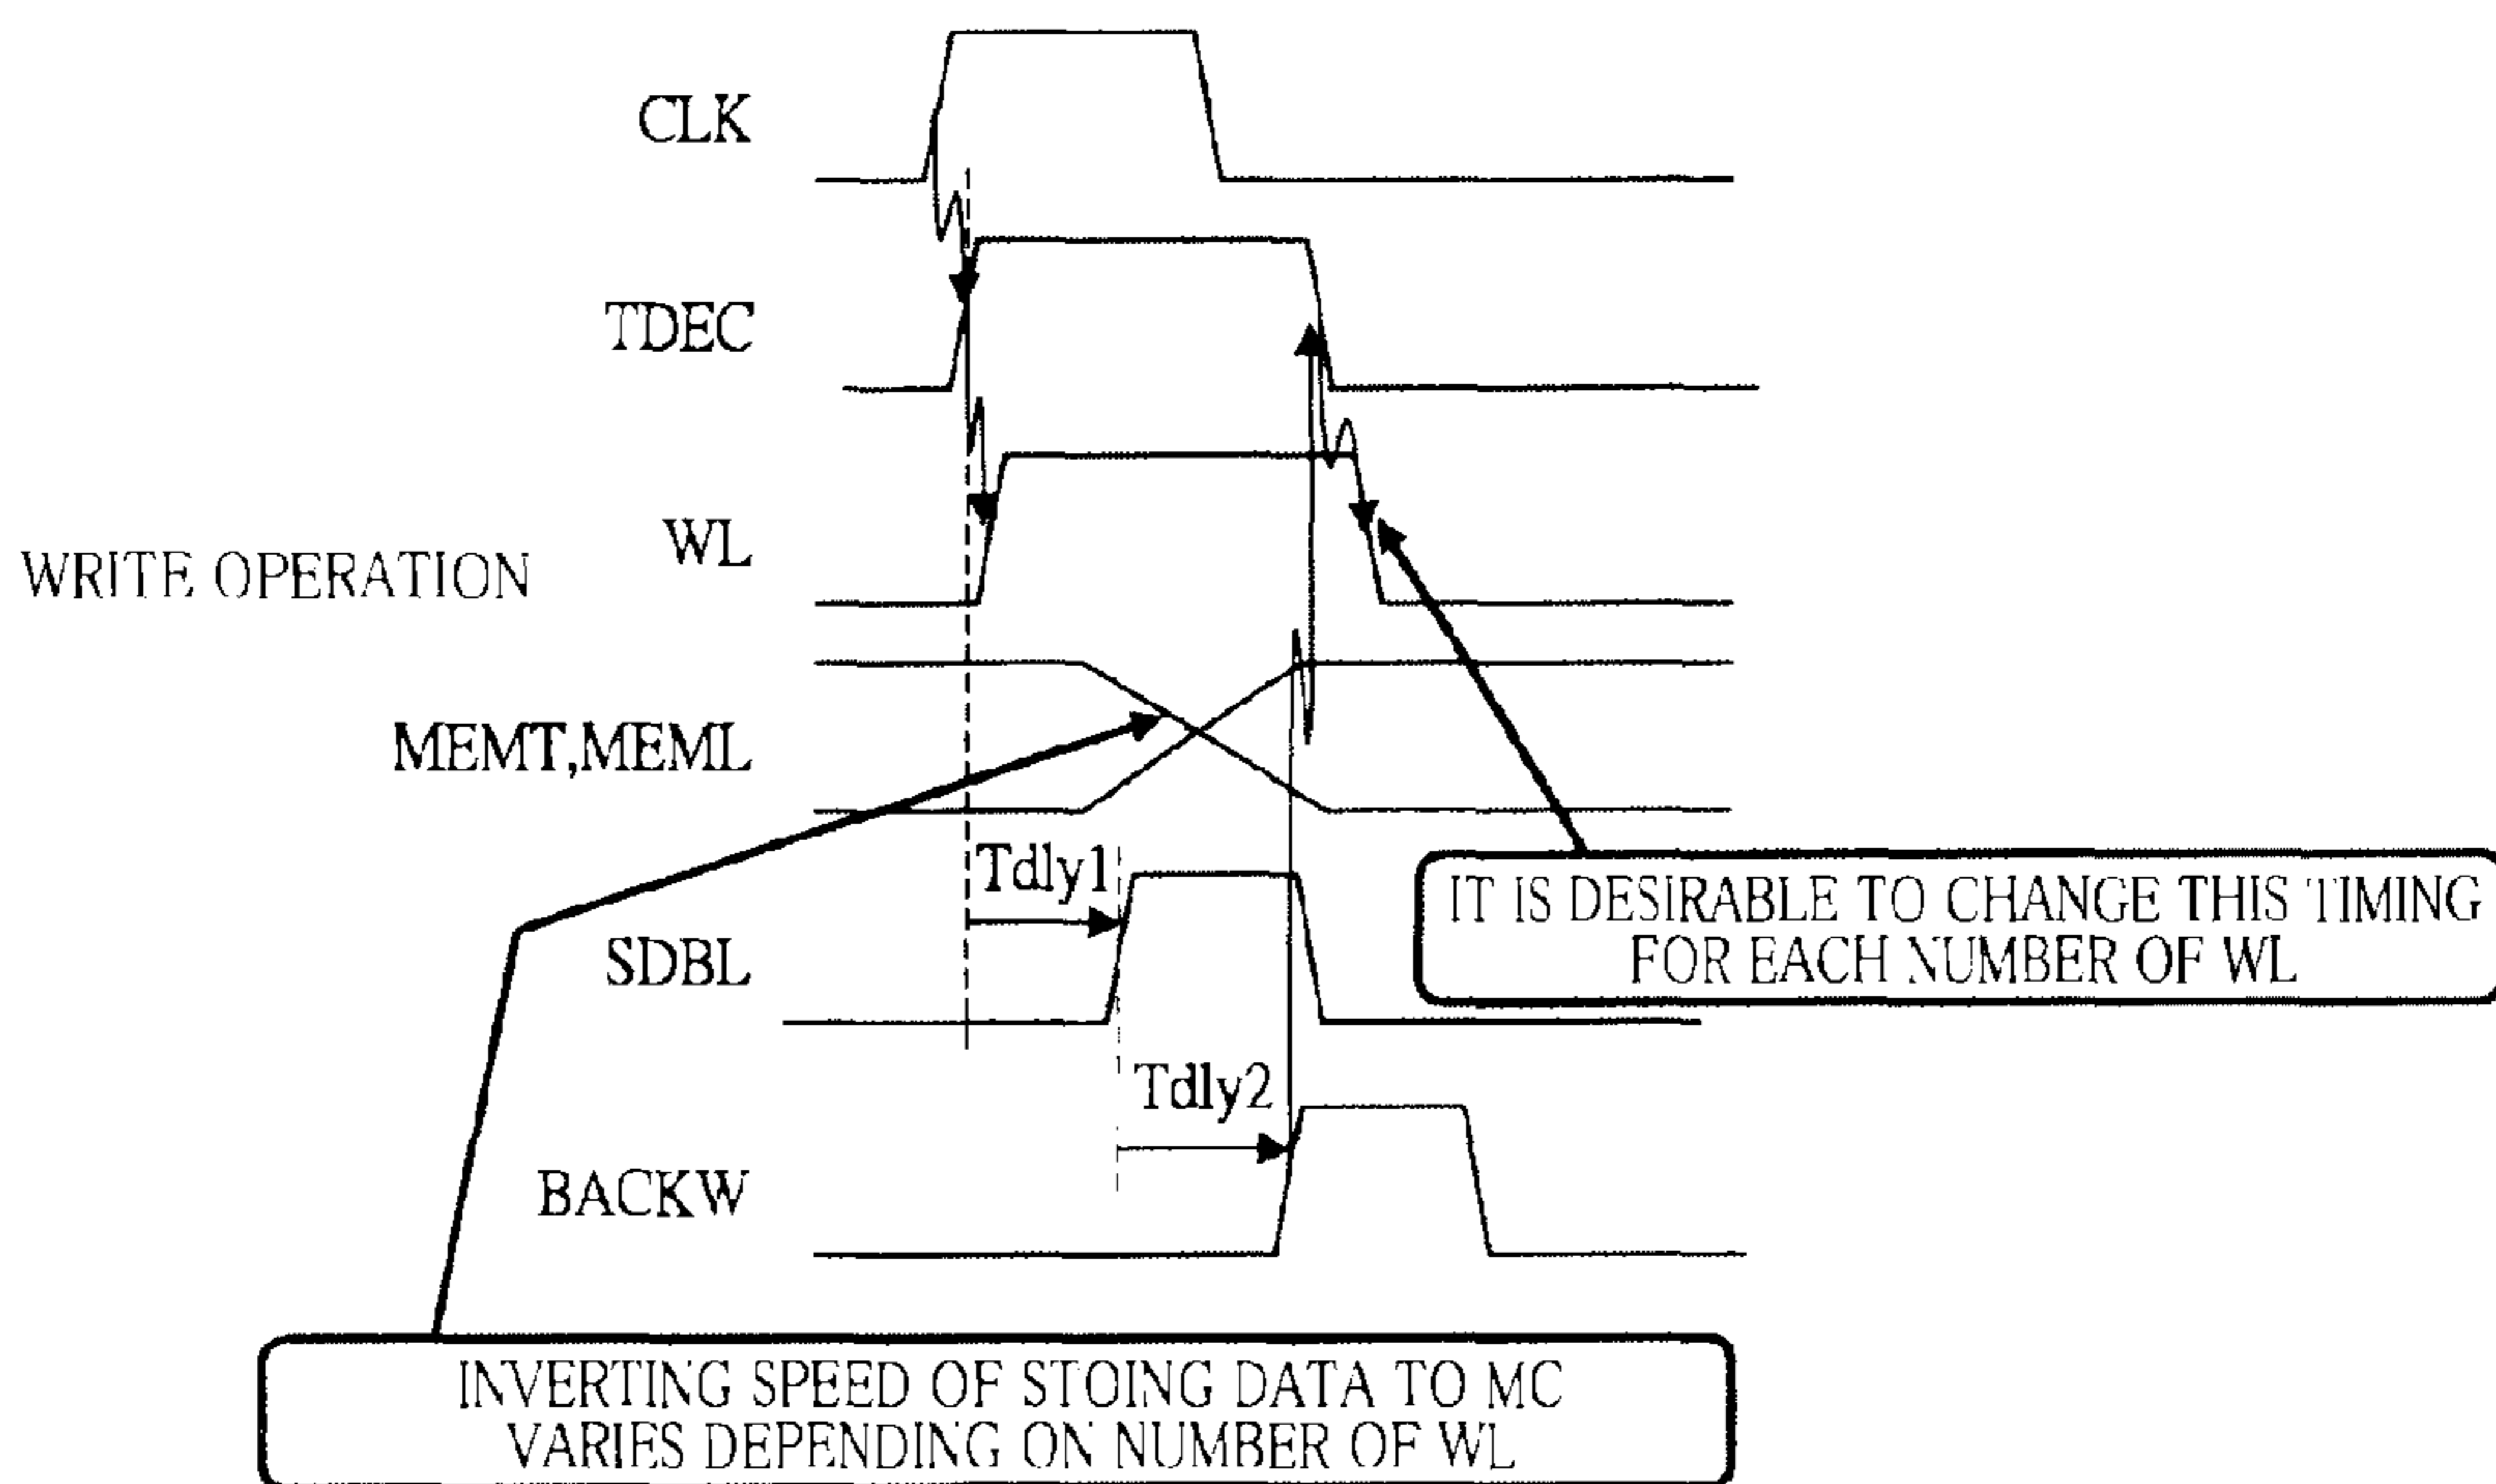 CLK
TDEC
WL
WRITE OPERATION
MEMT,MEML
Tdly1
SDBL
IT IS DESIRABLE TO CHANGE THIS TIMING
FOR EACH NUMBER OF WL
Tdly2
BACKW
INVERTING SPEED OF STOING DATA TO MC
VARIES DEPENDING ON NUMBER OF WL